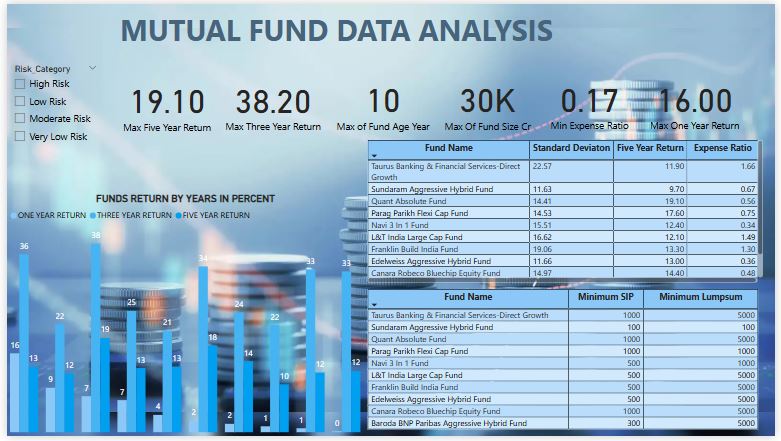 MUTUAL FUND DATA ANALYSIS
Risk_Category
High Risk
Low Risk
Moderate Risk
Very Low Risk
19.10 38.20 10 30K 0.17 16.00
Max Five Year Return Max Three Year Return Max of Fund Age Year Max Of Fund Size Cr Min Expense Ratio Max One Year Return
Fund Name Standard Deviaton Five Year Return Expense Ratio
Taurus Banking & Financial Services-Direct 22.57 11.90 1.66
Growth
Sundaram Aggressive Hybrid Fund 11.63 9.70 0.67
Quant Absolute Fund 14.41 19.10 0.56
Parag Parikh Flexi Cap Fund 14.53 17.60 0.75
Navi 3 In 1 Fund 15.51 12.40 0.34
L&T India Large Cap Fund 16.62 12.10 1.49
Franklin Build India Fund 19.06 13.30 1.30
Edelweiss Aggressive Hybrid Fund 11.66 13.00 0.36
Canara Robeco Bluechip Equity Fund 14.97 14.40 0.48
FUNDS RETURN BY YEARS IN PERCENT
ONE YEAR RETURN THREE YEAR RETURN FIVE YEAR RETURN
16 36 13
9 22 12
7 38 19
7 25 13
4 21 13
2 34 18
2 24 14
1 22 10
1 33 12
0 33 12
Fund Name Minimum SIP Minimum Lumpsum
Taurus Banking & Financial Services-Direct Growth 1000 5000
Sundaram Aggressive Hybrid Fund 100 100
Quant Absolute Fund 1000 5000
Parag Parikh Flexi Cap Fund 1000 1000
Navi 3 In 1 Fund 500 1000
L&T India Large Cap Fund 500 5000
Franklin Build India Fund 500 5000
Edelweiss Aggressive Hybrid Fund 500 5000
Canara Robeco Bluechip Equity Fund 1000 5000
Baroda BNP Paribas Aggressive Hybrid Fund 300 5000